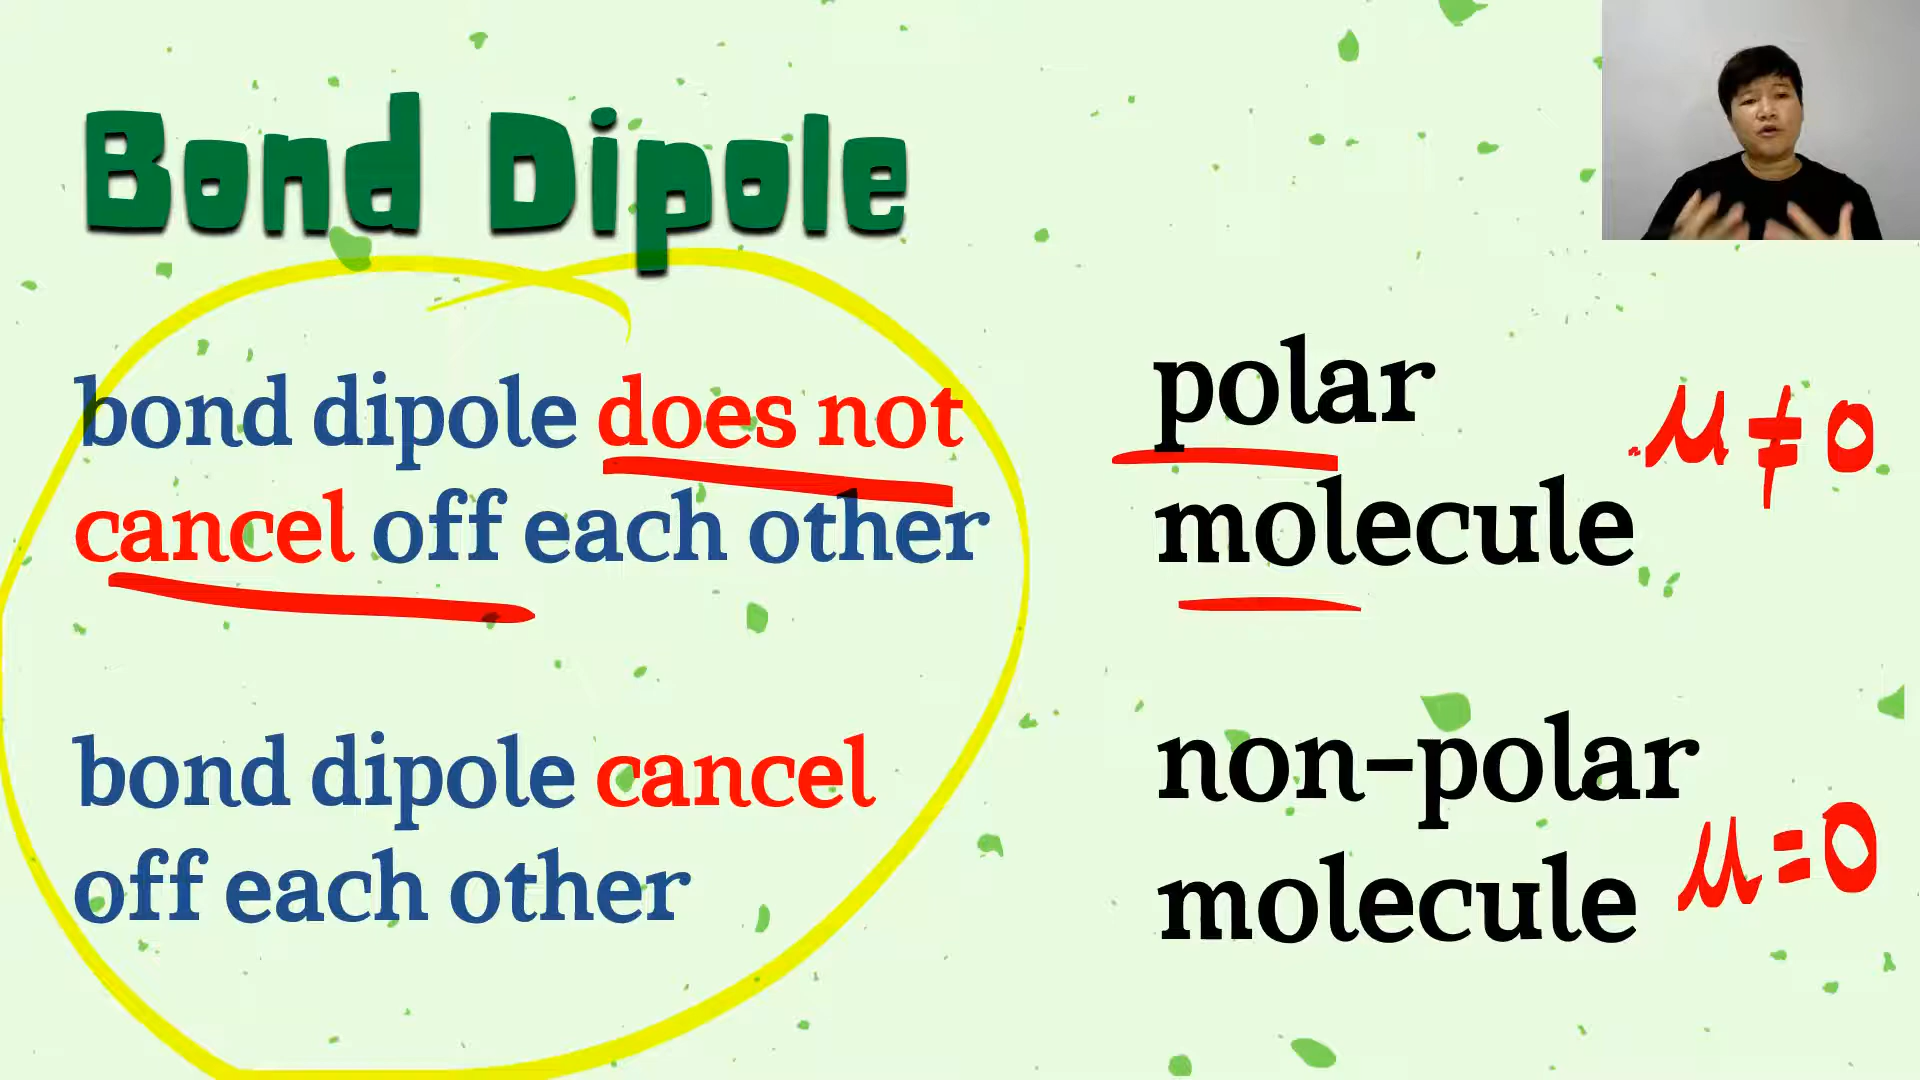 Bond Dipole
bond dipole does not
cancel off each other
polar
molecule
μ ≠ 0
bond dipole cancel
off each other
non-polar
molecule
μ = 0